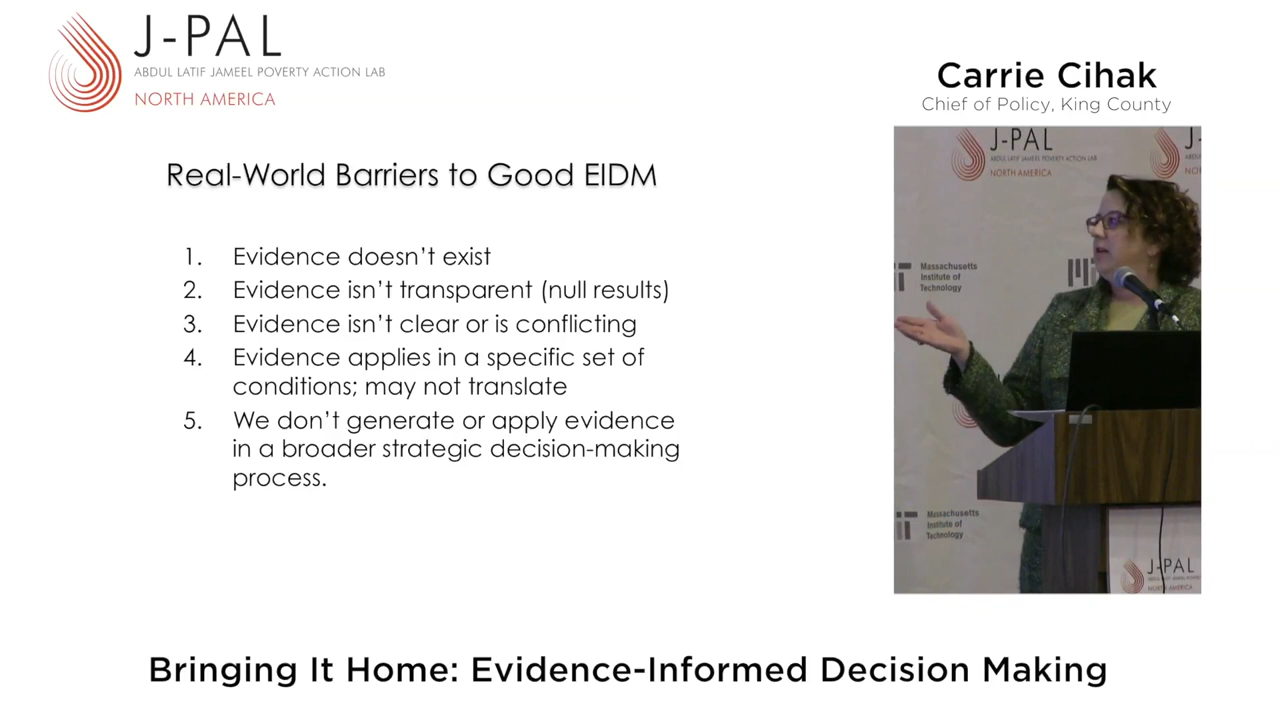 J-PAL
ABDUL LATIF JAMEEL POVERTY ACTION LAB
NORTH AMERICA
Carrie Cihak
Chief of Policy, King County
Real-World Barriers to Good EIDM
1. Evidence doesn't exist
2. Evidence isn't transparent (null results)
3. Evidence isn't clear or is conflicting
4. Evidence applies in a specific set of
conditions; may not translate
5. We don't generate or apply evidence
in a broader strategic decision-making
process.
J-PAL
ABDUL LATIF JAMEEL POVERTY ACTION LAB
NORTH AMERICA
Massachusetts
Institute of
Technology
Massachusetts
Institute of
Technology
J-PAL
NORTH AMERICA
Bringing It Home: Evidence-Informed Decision Making